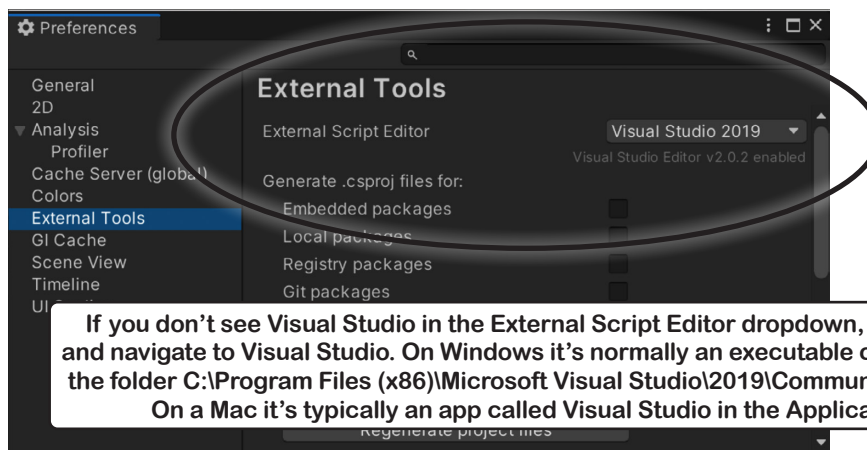 Preferences
General
2D
Analysis
Profiler
Cache Server (global)
Colors
External Tools
GI Cache
Scene View
Timeline
UI
External Tools
External Script Editor
Visual Studio 2019
Visual Studio Editor v2.0.2 enabled
Generate .csproj files for:
Embedded packages
Local packages
Registry packages
Git packages
If you don't see Visual Studio in the External Script Editor dropdown,
and navigate to Visual Studio. On Windows it's normally an executable
the folder C:\Program Files (x86)\Microsoft Visual Studio\2019\
On a Mac it's typically an app called Visual Studio in the
Regenerate project files